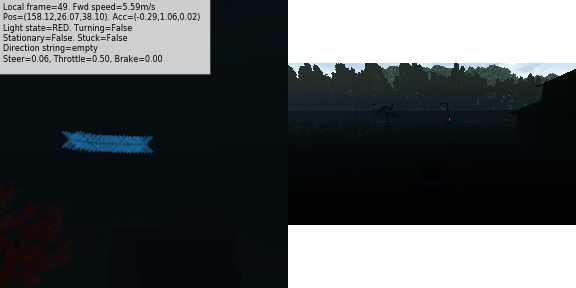 Local frame=49. Fwd speed=5.59m/s
Pos=(158.12,26.07,38.10). Acc=(-0.29,1.06,0.02)
Light state=RED. Turning=False
Stationary=False. Stuck=False
Direction string=empty
Steer=0.06, Throttle=0.50, Brake=0.00